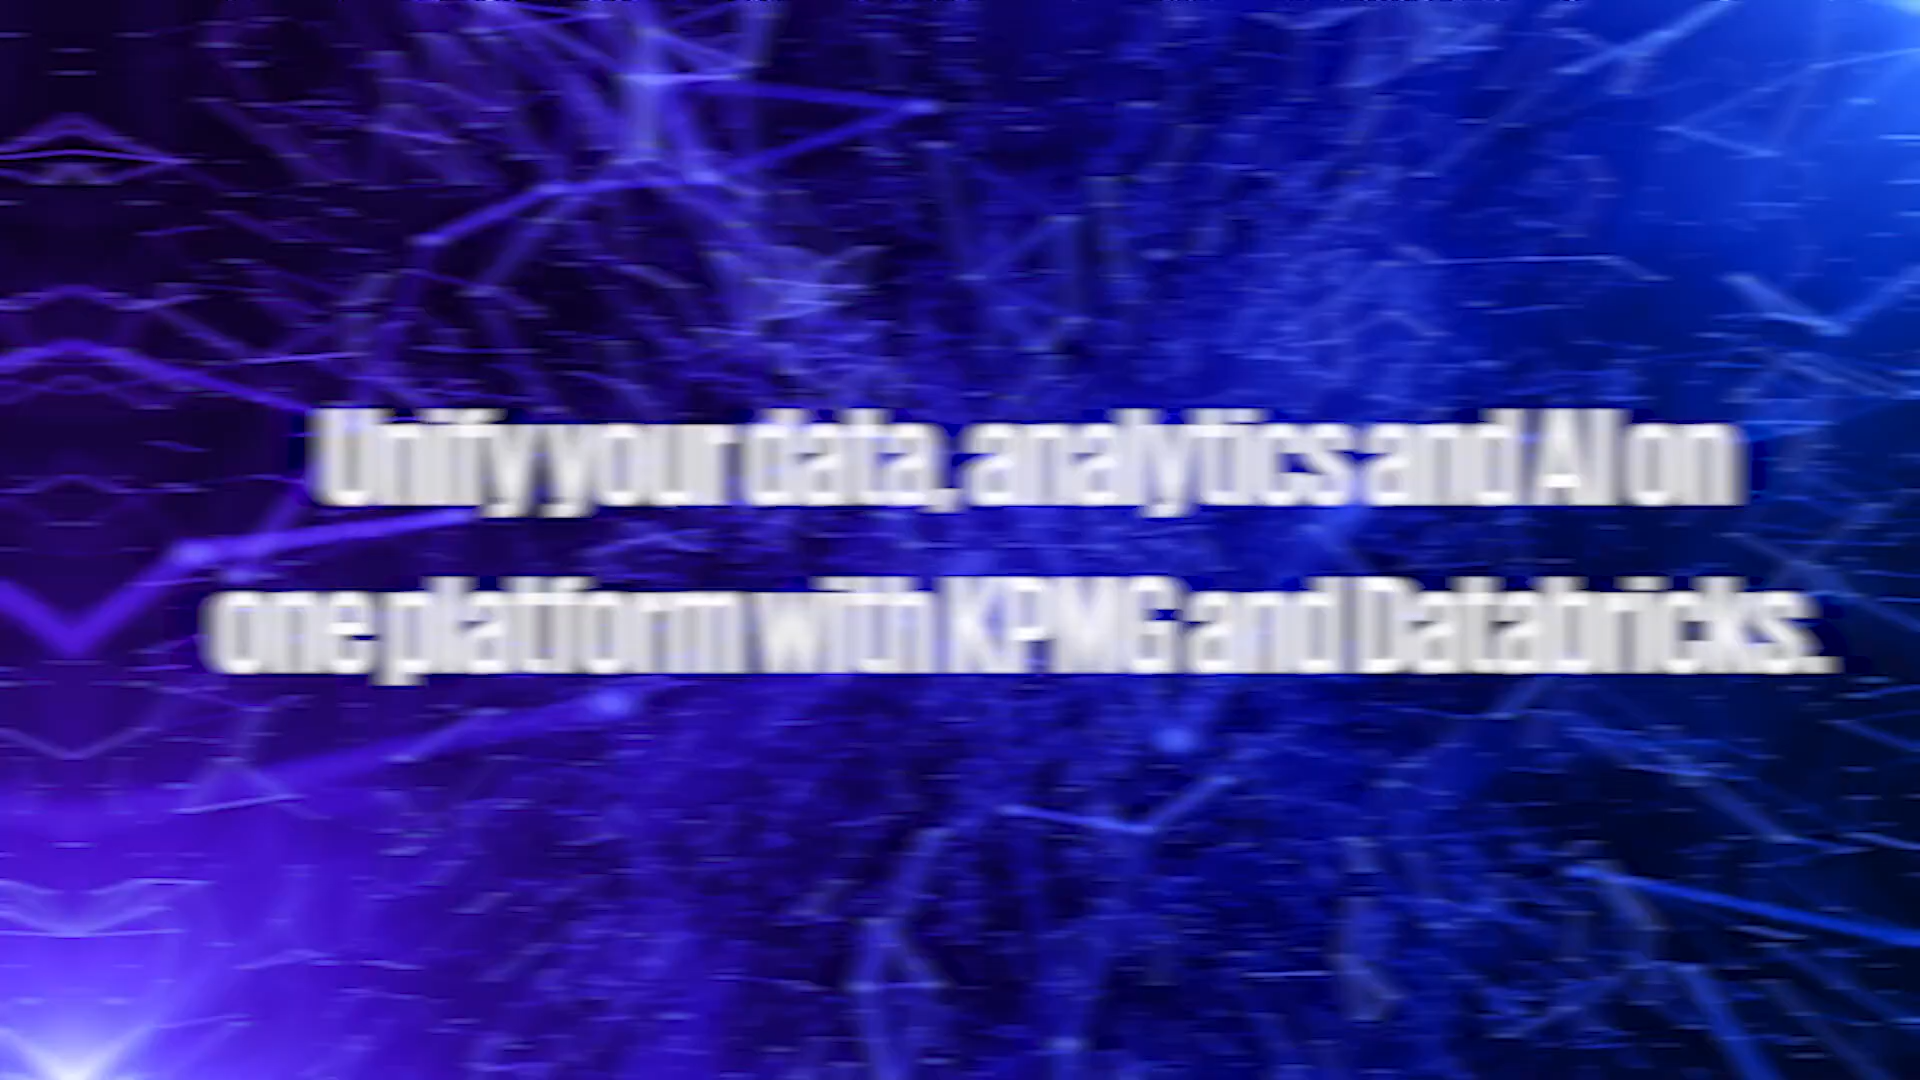 Unify your data, analytics and AI on
one platform with KPMG and Databricks.